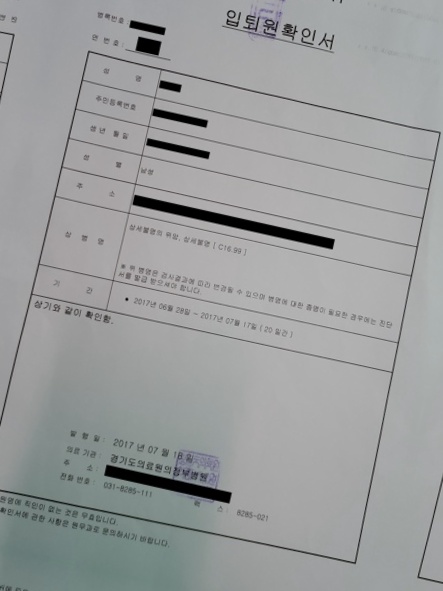 입퇴원확인서
병록번호 :
연 번 호 :
성 명
주민등록번호
생년 월일
성 별 남성
주 소
상 병 명 상세불명의 위암, 상세불명 [ C16.99 ]
※ 위 병명은 검사결과에 따라 변경될 수 있으며 병명에 대한 증명이 필요한 경우에는 진단
서를 발급 받으셔야 합니다.
기 간 • 2017년 06월 28일 ~ 2017년 07월 17일 ( 20 일간 )
상기와 같이 확인함.
발 행 일 : 2017 년 07 월 18 일
의료 기관 : 경기도의료원의정부병원
주 소 :
전화 번호 : 031-8285-111 팩 스 : 8285-021
직인이 없는 것은 무효입니다.
확인서에 관한 사항은 원무과로 문의하시기 바랍니다.